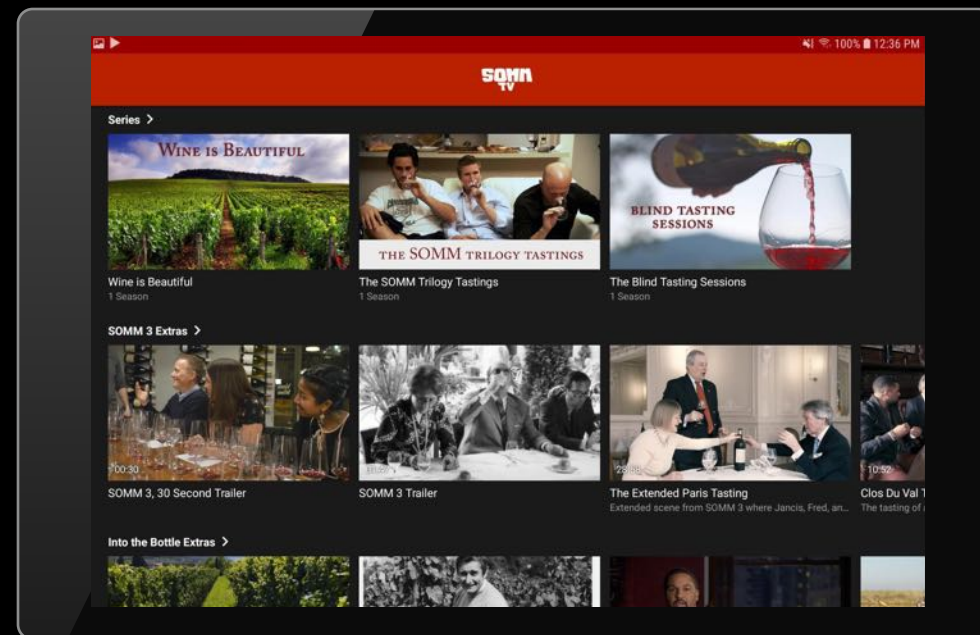 100% 12:36 PM
SOMM
TV
Series >
WINE IS BEAUTIFUL
THE SOMM TRILOGY TASTINGS
BLIND TASTING
SESSIONS
Wine is Beautiful
1 Season
The SOMM Trilogy Tastings
1 Season
The Blind Tasting Sessions
1 Season
SOMM 3 Extras >
00:30
10:52
SOMM 3, 30 Second Trailer
SOMM 3 Trailer
The Extended Paris Tasting
Extended scene from SOMM 3 where Jancis, Fred, an...
Clos Du Val
The tasting of
Into the Bottle Extras >